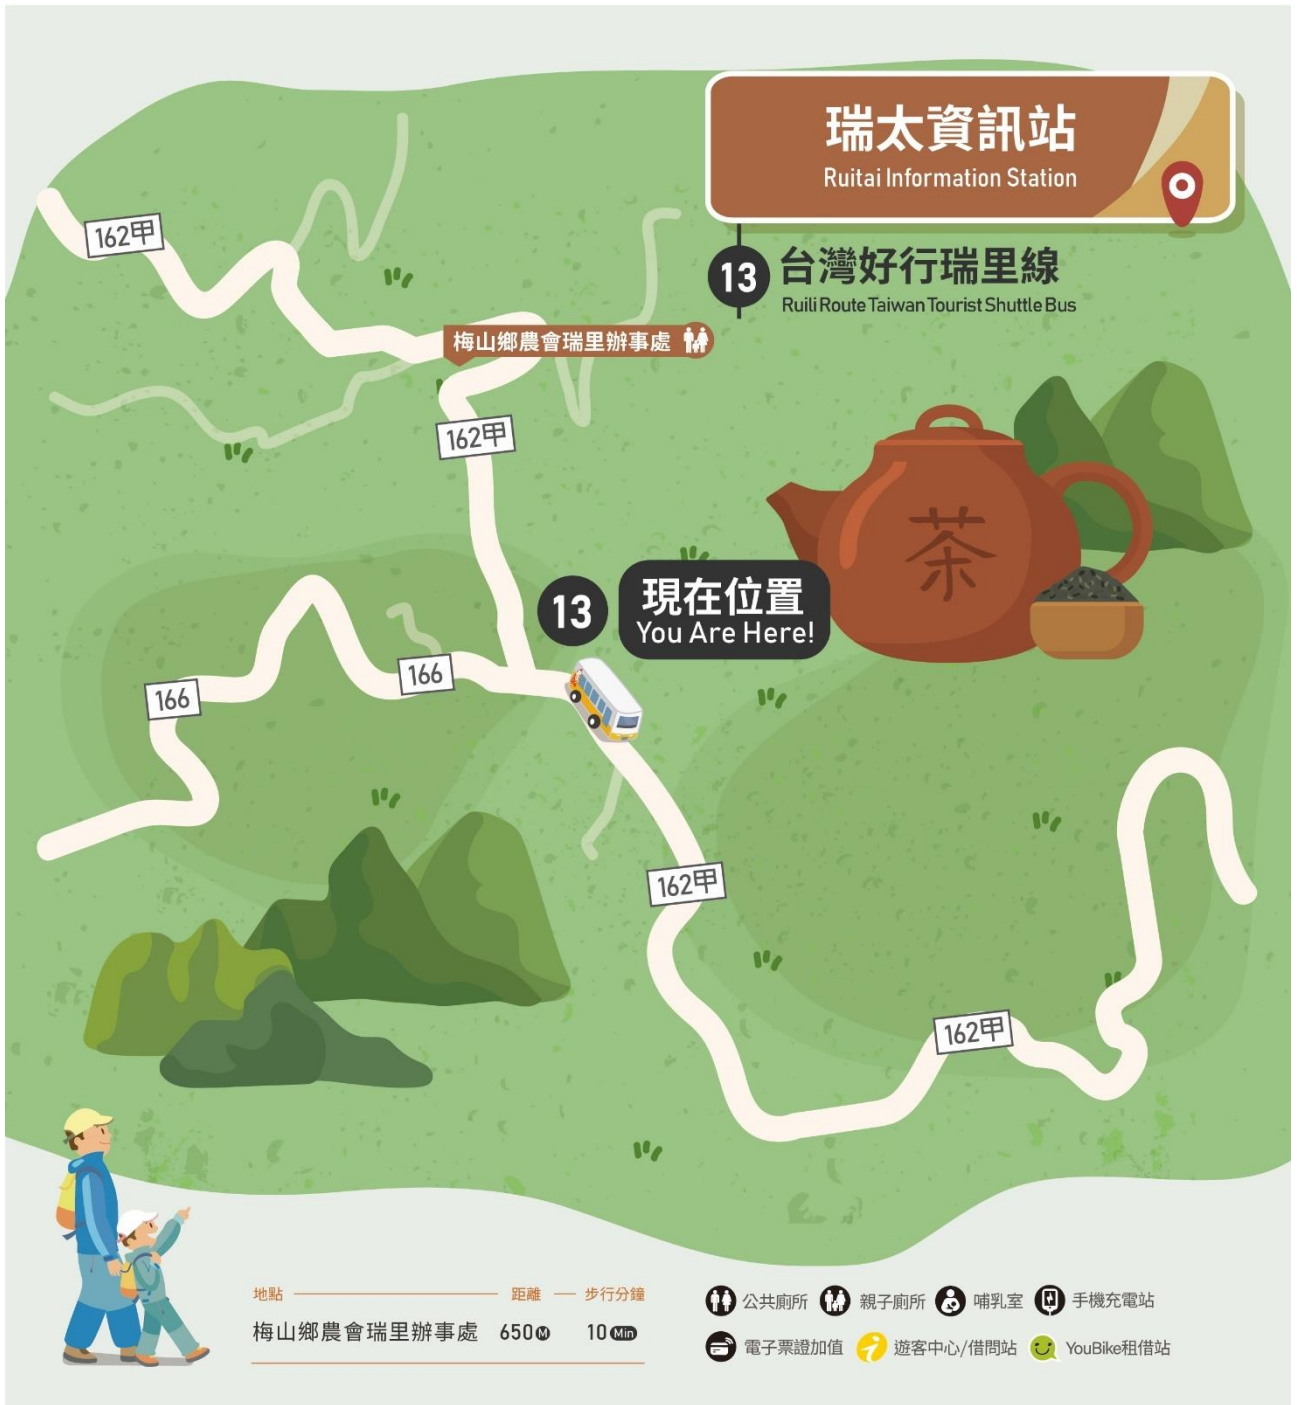 瑞太資訊站
Ruitai Information Station
13 台灣好行瑞里線
Ruili Route Taiwan Tourist Shuttle Bus
162甲
梅山鄉農會瑞里辦事處
162甲
茶
13 現在位置
You Are Here!
166
166
162甲
162甲
地點 距離 步行分鐘
梅山鄉農會瑞里辦事處 650 M 10 Min
公共廁所 親子廁所 哺乳室 手機充電站
電子票證加值 i 遊客中心/借問站 YouBike租借站